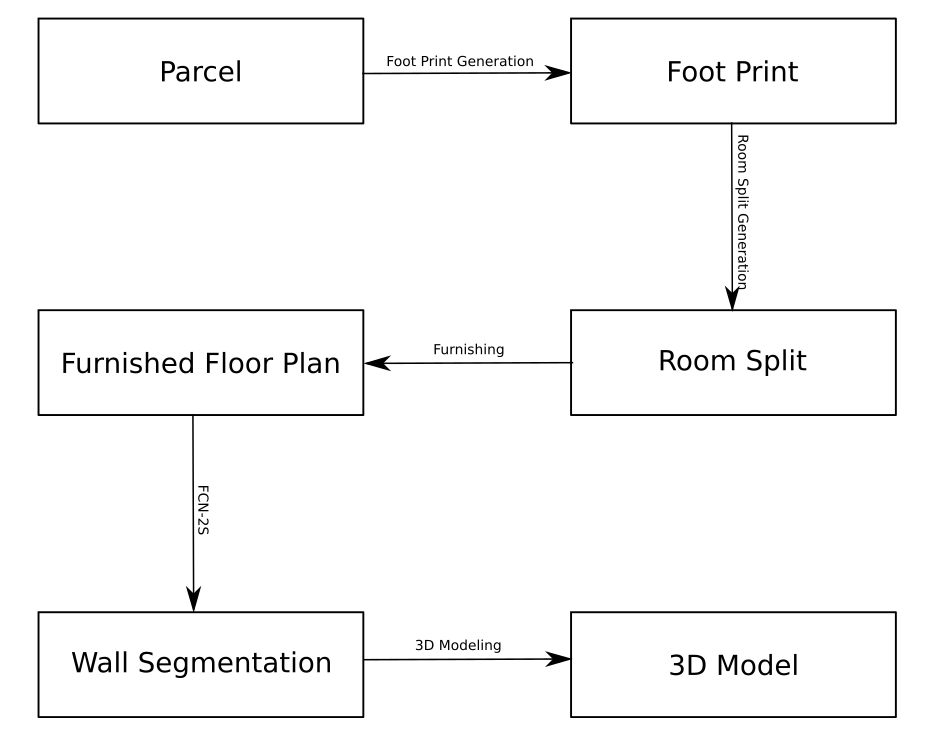 Parcel
Foot Print Generation
Foot Print
Room Split Generation
Room Split
Furnishing
Furnished Floor Plan
FCN-2S
Wall Segmentation
3D Modeling
3D Model